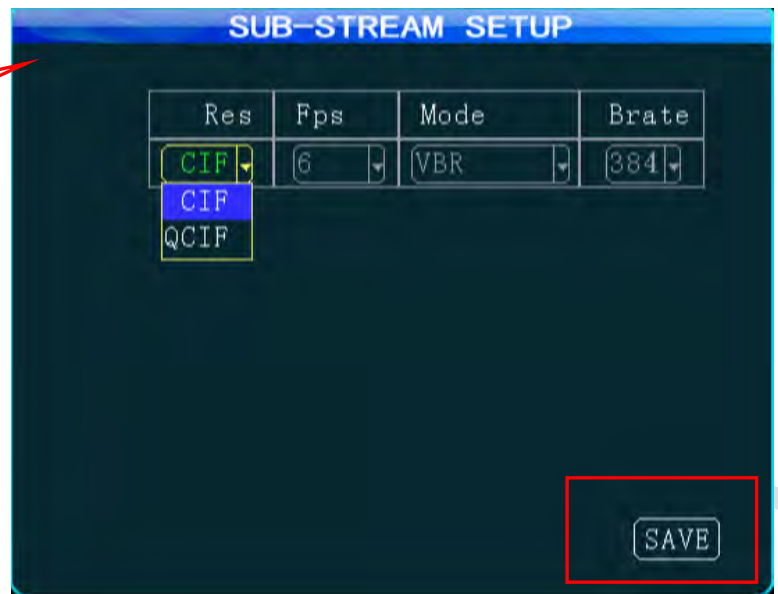 SUB-STREAM SETUP
Res Fps Mode Brate
CIF 6 VBR 384
CIF
QCIF
SAVE